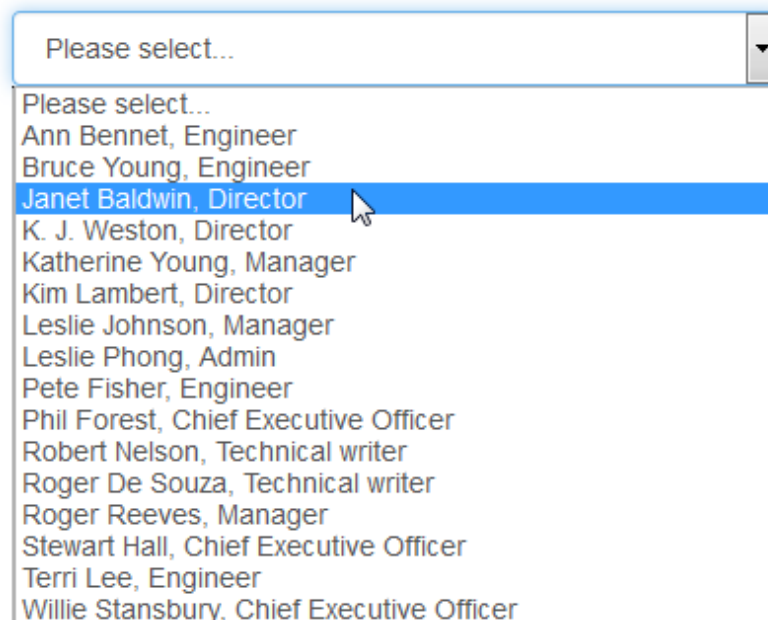 Please select...
Please select...
Ann Bennet, Engineer
Bruce Young, Engineer
Janet Baldwin, Director
K. J. Weston, Director
Katherine Young, Manager
Kim Lambert, Director
Leslie Johnson, Manager
Leslie Phong, Admin
Pete Fisher, Engineer
Phil Forest, Chief Executive Officer
Robert Nelson, Technical writer
Roger De Souza, Technical writer
Roger Reeves, Manager
Stewart Hall, Chief Executive Officer
Terri Lee, Engineer
Willie Stansbury, Chief Executive Officer